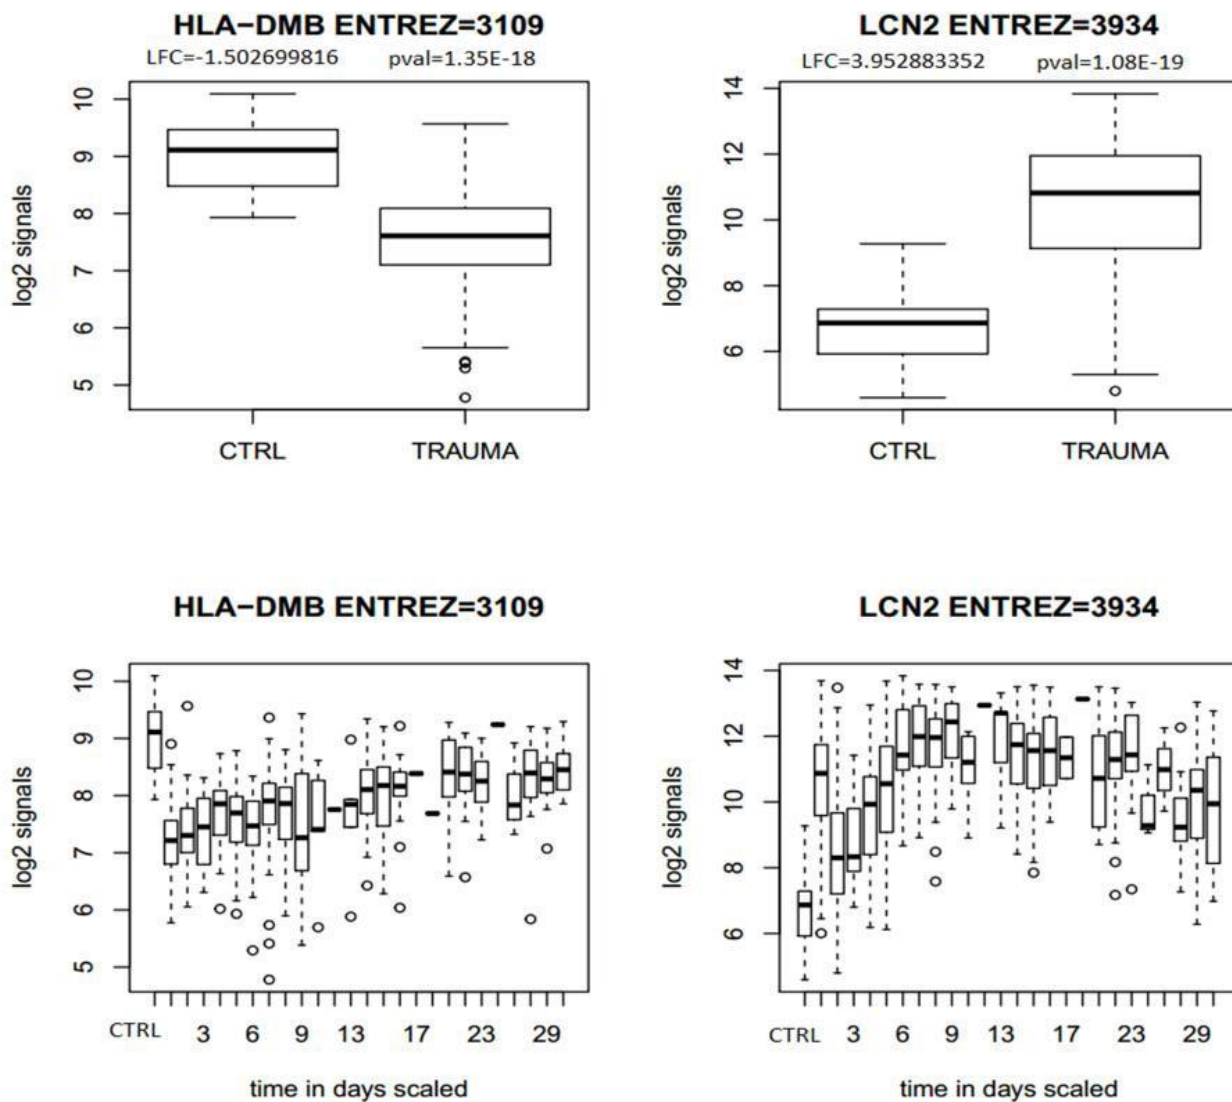 HLA−DMB ENTREZ=3109
LFC=-1.502699816 pval=1.35E-18
log2 signals
10
9
8
7
6
5
CTRL TRAUMA
LCN2 ENTREZ=3934
LFC=3.952883352 pval=1.08E-19
log2 signals
14
12
10
8
6
CTRL TRAUMA
HLA−DMB ENTREZ=3109
log2 signals
10
9
8
7
6
5
CTRL 3 6 9 13 17 23 29
time in days scaled
LCN2 ENTREZ=3934
log2 signals
14
12
10
8
6
CTRL 3 6 9 13 17 23 29
time in days scaled